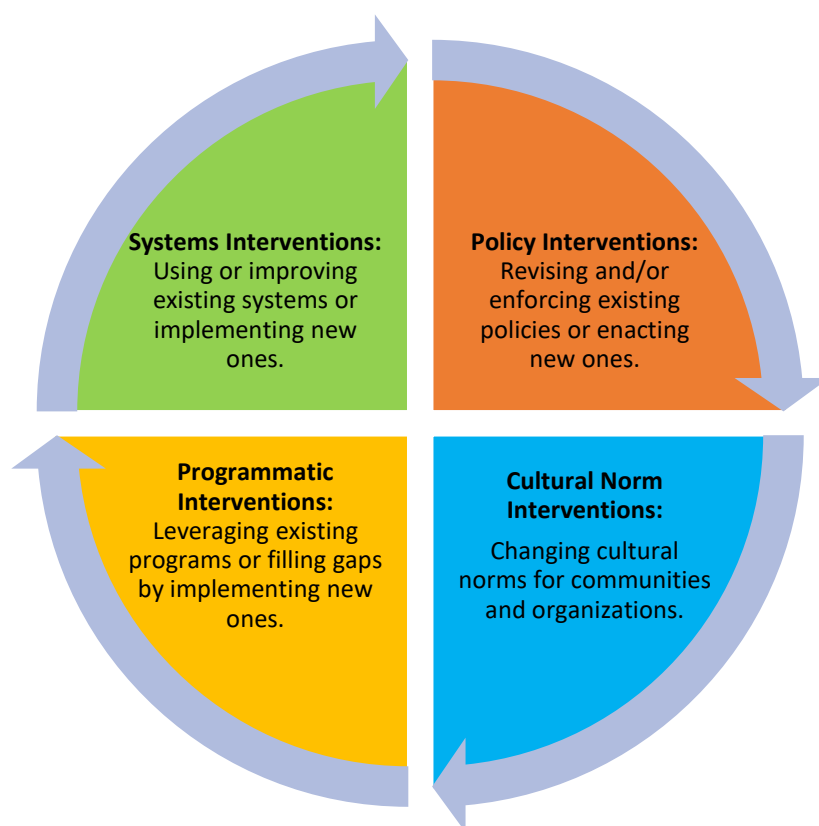 Systems Interventions:
Using or improving
existing systems or
implementing new
ones.
Policy Interventions:
Revising and/or
enforcing existing
policies or enacting
new ones.
Programmatic
Interventions:
Leveraging existing
programs or filling gaps
by implementing new
ones.
Cultural Norm
Interventions:
Changing cultural
norms for communities
and organizations.